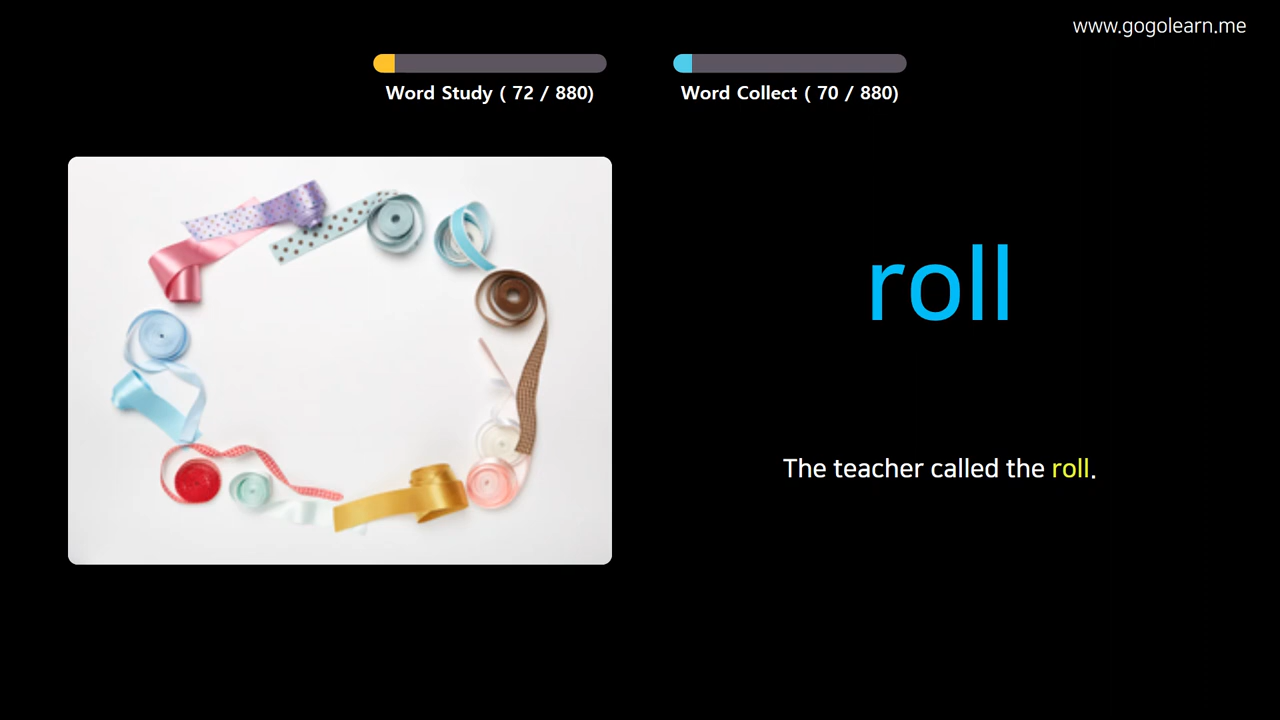 www.gogolearn.me
Word Study ( 72 / 880)
Word Collect ( 70 / 880)
roll
The teacher called the roll.